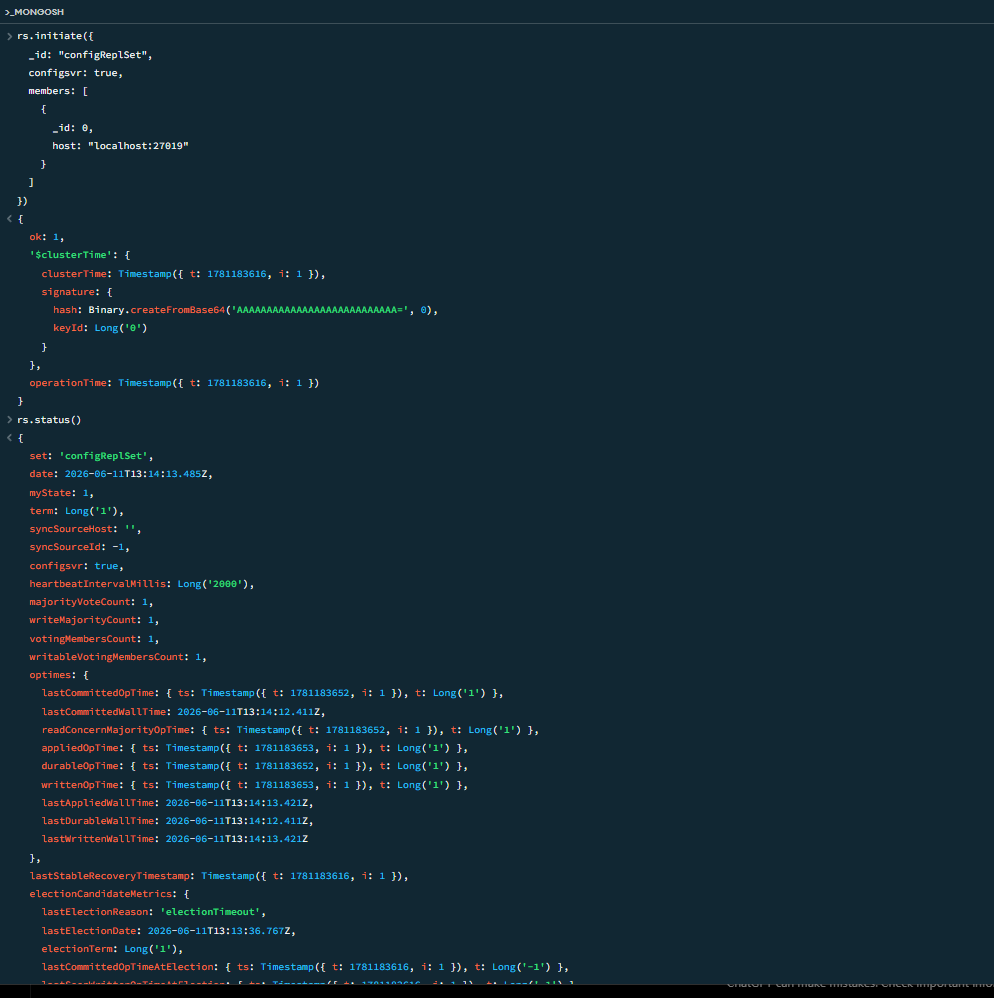 >_MONGOSH
> rs.initiate({
_id: "configReplSet",
configsvr: true,
members: [
{
_id: 0,
host: "localhost:27019"
}
]
})
< {
ok: 1,
'$clusterTime': {
clusterTime: Timestamp({ t: 1781183616, i: 1 }),
signature: {
hash: Binary.createFromBase64('AAAAAAAAAAAAAAAAAAAAAAAAAAA=', 0),
keyId: Long('0')
}
},
operationTime: Timestamp({ t: 1781183616, i: 1 })
}
> rs.status()
< {
set: 'configReplSet',
date: 2026-06-11T13:14:13.485Z,
myState: 1,
term: Long('1'),
syncSourceHost: '',
syncSourceId: -1,
configsvr: true,
heartbeatIntervalMillis: Long('2000'),
majorityVoteCount: 1,
writeMajorityCount: 1,
votingMembersCount: 1,
writableVotingMembersCount: 1,
optimes: {
lastCommittedOpTime: { ts: Timestamp({ t: 1781183652, i: 1 }), t: Long('1') },
lastCommittedWallTime: 2026-06-11T13:14:12.411Z,
readConcernMajorityOpTime: { ts: Timestamp({ t: 1781183652, i: 1 }), t: Long('1') },
appliedOpTime: { ts: Timestamp({ t: 1781183653, i: 1 }), t: Long('1') },
durableOpTime: { ts: Timestamp({ t: 1781183652, i: 1 }), t: Long('1') },
writtenOpTime: { ts: Timestamp({ t: 1781183653, i: 1 }), t: Long('1') },
lastAppliedWallTime: 2026-06-11T13:14:13.421Z,
lastDurableWallTime: 2026-06-11T13:14:12.411Z,
lastWrittenWallTime: 2026-06-11T13:14:13.421Z
},
lastStableRecoveryTimestamp: Timestamp({ t: 1781183616, i: 1 }),
electionCandidateMetrics: {
lastElectionReason: 'electionTimeout',
lastElectionDate: 2026-06-11T13:13:36.767Z,
electionTerm: Long('1'),
lastCommittedOpTimeAtElection: { ts: Timestamp({ t: 1781183616, i: 1 }), t: Long('-1') },
ChatGPT can make mistakes. Check important info